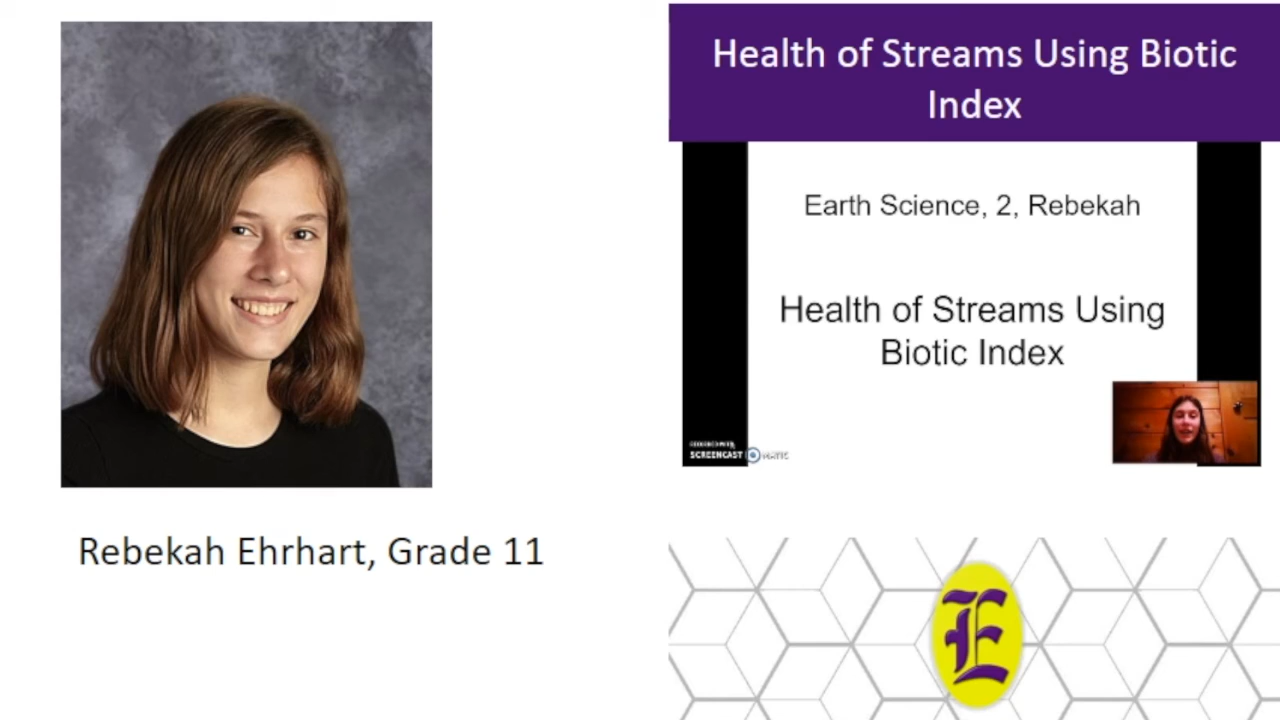 Health of Streams Using Biotic
Index
Earth Science, 2, Rebekah
Health of Streams Using
Biotic Index
SCREENCAST
MATIC
Rebekah Ehrhart, Grade 11
E